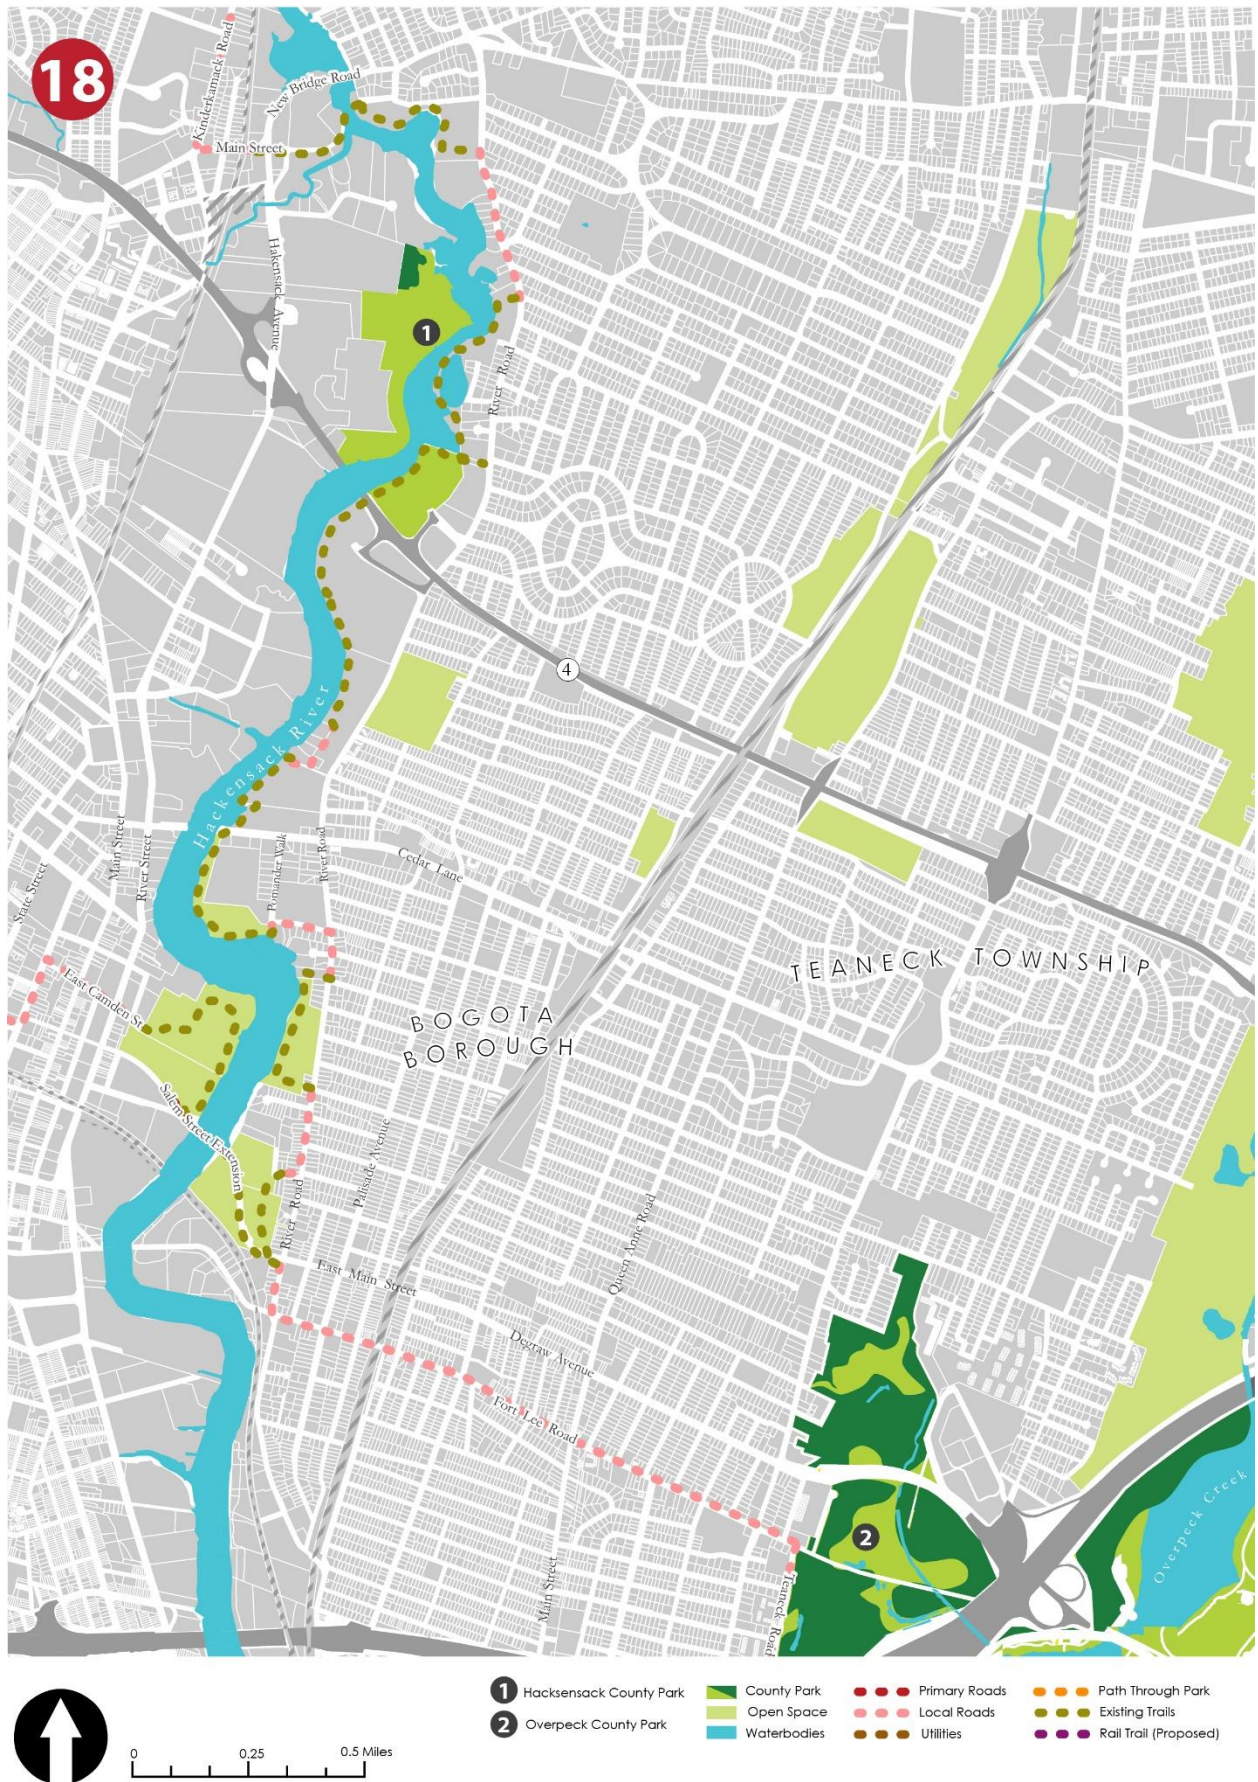 18
Kinderkamack Road
New Bridge Road
Main Street
Hakensack Avenue
1
River Road
4
Hackensack River
Main Street
River Street
State Street
Pomander Walk
River Road
Cedar Lane
TEANECK TOWNSHIP
East Camden St
BOGOTA
BOROUGH
Salem Street Extension
Palisade Avenue
River Road
Queen Anne Road
East Main Street
Degraw Avenue
Fort Lee Road
2
Overpeck Creek
Main Street
Teaneck Road
1 Hacksensack County Park
2 Overpeck County Park
County Park
Open Space
Waterbodies
Primary Roads
Local Roads
Utilities
Path Through Park
Existing Trails
Rail Trail (Proposed)
0 0.25 0.5 Miles